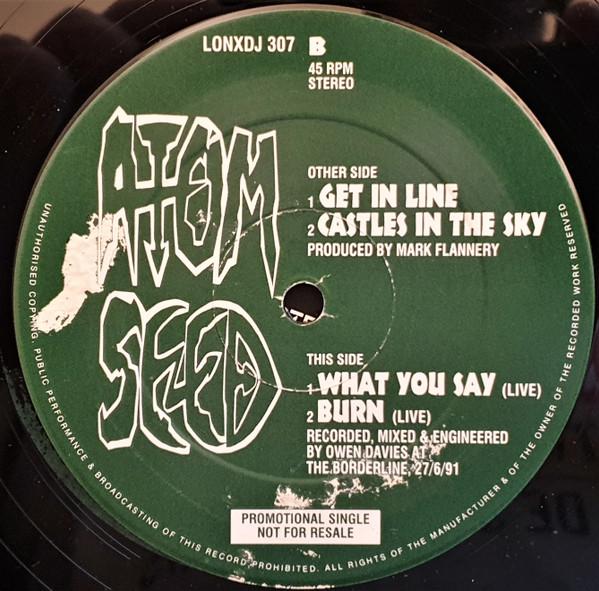 LONXDJ 307 B
45 RPM
STEREO
ATOM
SEED
OTHER SIDE
1 GET IN LINE
2 CASTLES IN THE SKY
PRODUCED BY MARK FLANNERY
THIS SIDE
1 WHAT YOU SAY (LIVE)
2 BURN (LIVE)
RECORDED, MIXED & ENGINEERED
BY OWEN DAVIES AT
THE BORDERLINE, 27/6/91
PROMOTIONAL SINGLE
NOT FOR RESALE
UNAUTHORISED COPYING, PUBLIC PERFORMANCE & BROADCASTING OF THIS RECORD PROHIBITED. ALL RIGHTS OF THE MANUFACTURER & OF THE OWNER OF THE RECORDED WORK RESERVED